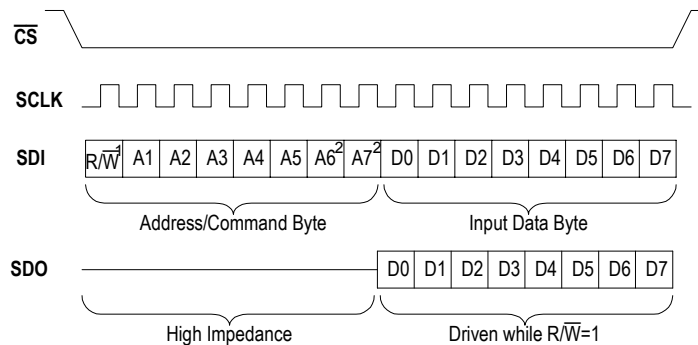 CS
SCLK
SDI R/W1 A1 A2 A3 A4 A5 A6² A7² D0 D1 D2 D3 D4 D5 D6 D7
Address/Command Byte Input Data Byte
SDO D0 D1 D2 D3 D4 D5 D6 D7
High Impedance Driven while R/W=1